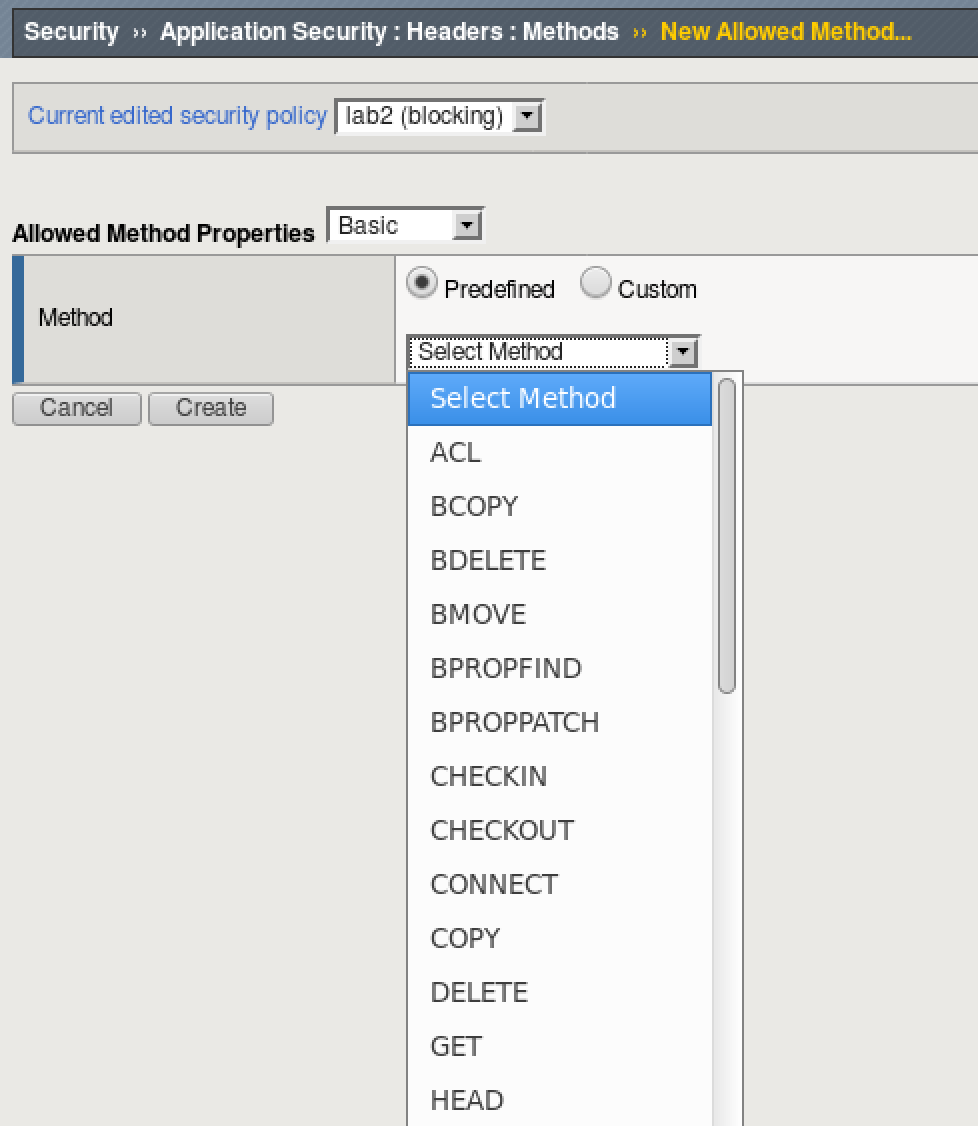 Security ›› Application Security : Headers : Methods ›› New Allowed Method...
Current edited security policy lab2 (blocking)
Allowed Method Properties Basic
Method
Predefined Custom
Select Method
Cancel Create
Select Method
ACL
BCOPY
BDELETE
BMOVE
BPROPFIND
BPROPPATCH
CHECKIN
CHECKOUT
CONNECT
COPY
DELETE
GET
HEAD